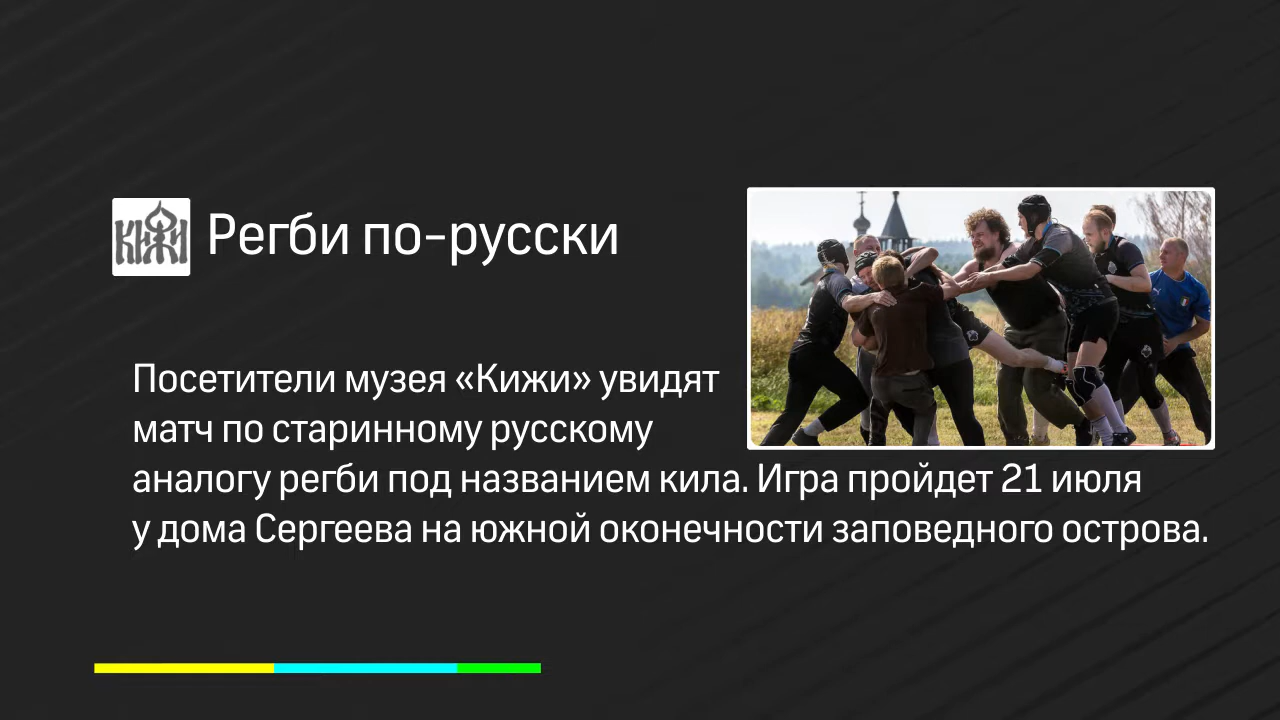 КИЖИ
Регби по-русски
Посетители музея «Кижи» увидят
матч по старинному русскому
аналогу регби под названием кила. Игра пройдет 21 июля
у дома Сергеева на южной оконечности заповедного острова.